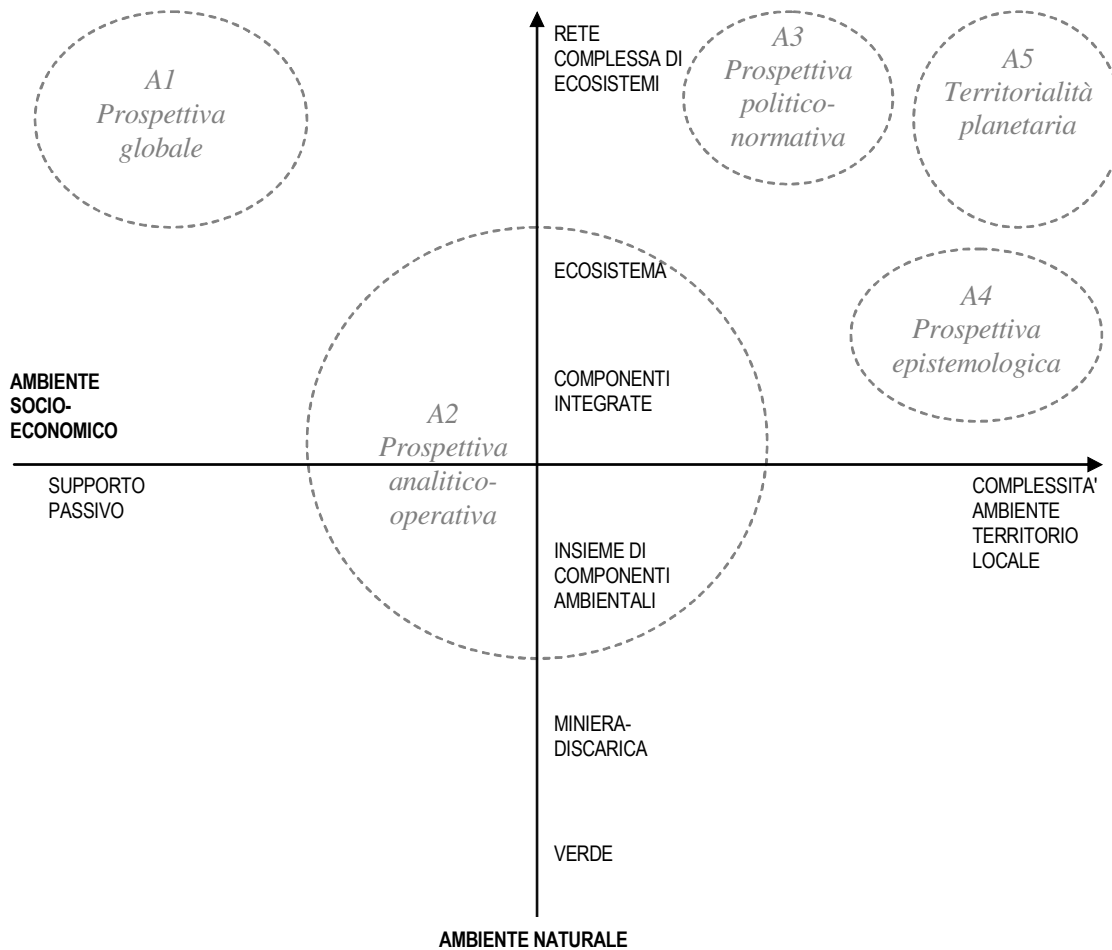 A1
Prospettiva
globale
RETE
COMPLESSA DI
ECOSISTEMI
A3
Prospettiva
politico-
normativa
A5
Territorialità
planetaria
ECOSISTEMA
A4
Prospettiva
epistemologica
AMBIENTE
SOCIO-
ECONOMICO
COMPONENTI
INTEGRATE
A2
Prospettiva
analitico-
operativa
SUPPORTO
PASSIVO
COMPLESSITA'
AMBIENTE
TERRITORIO
LOCALE
INSIEME DI
COMPONENTI
AMBIENTALI
MINIERA-
DISCARICA
VERDE
AMBIENTE NATURALE